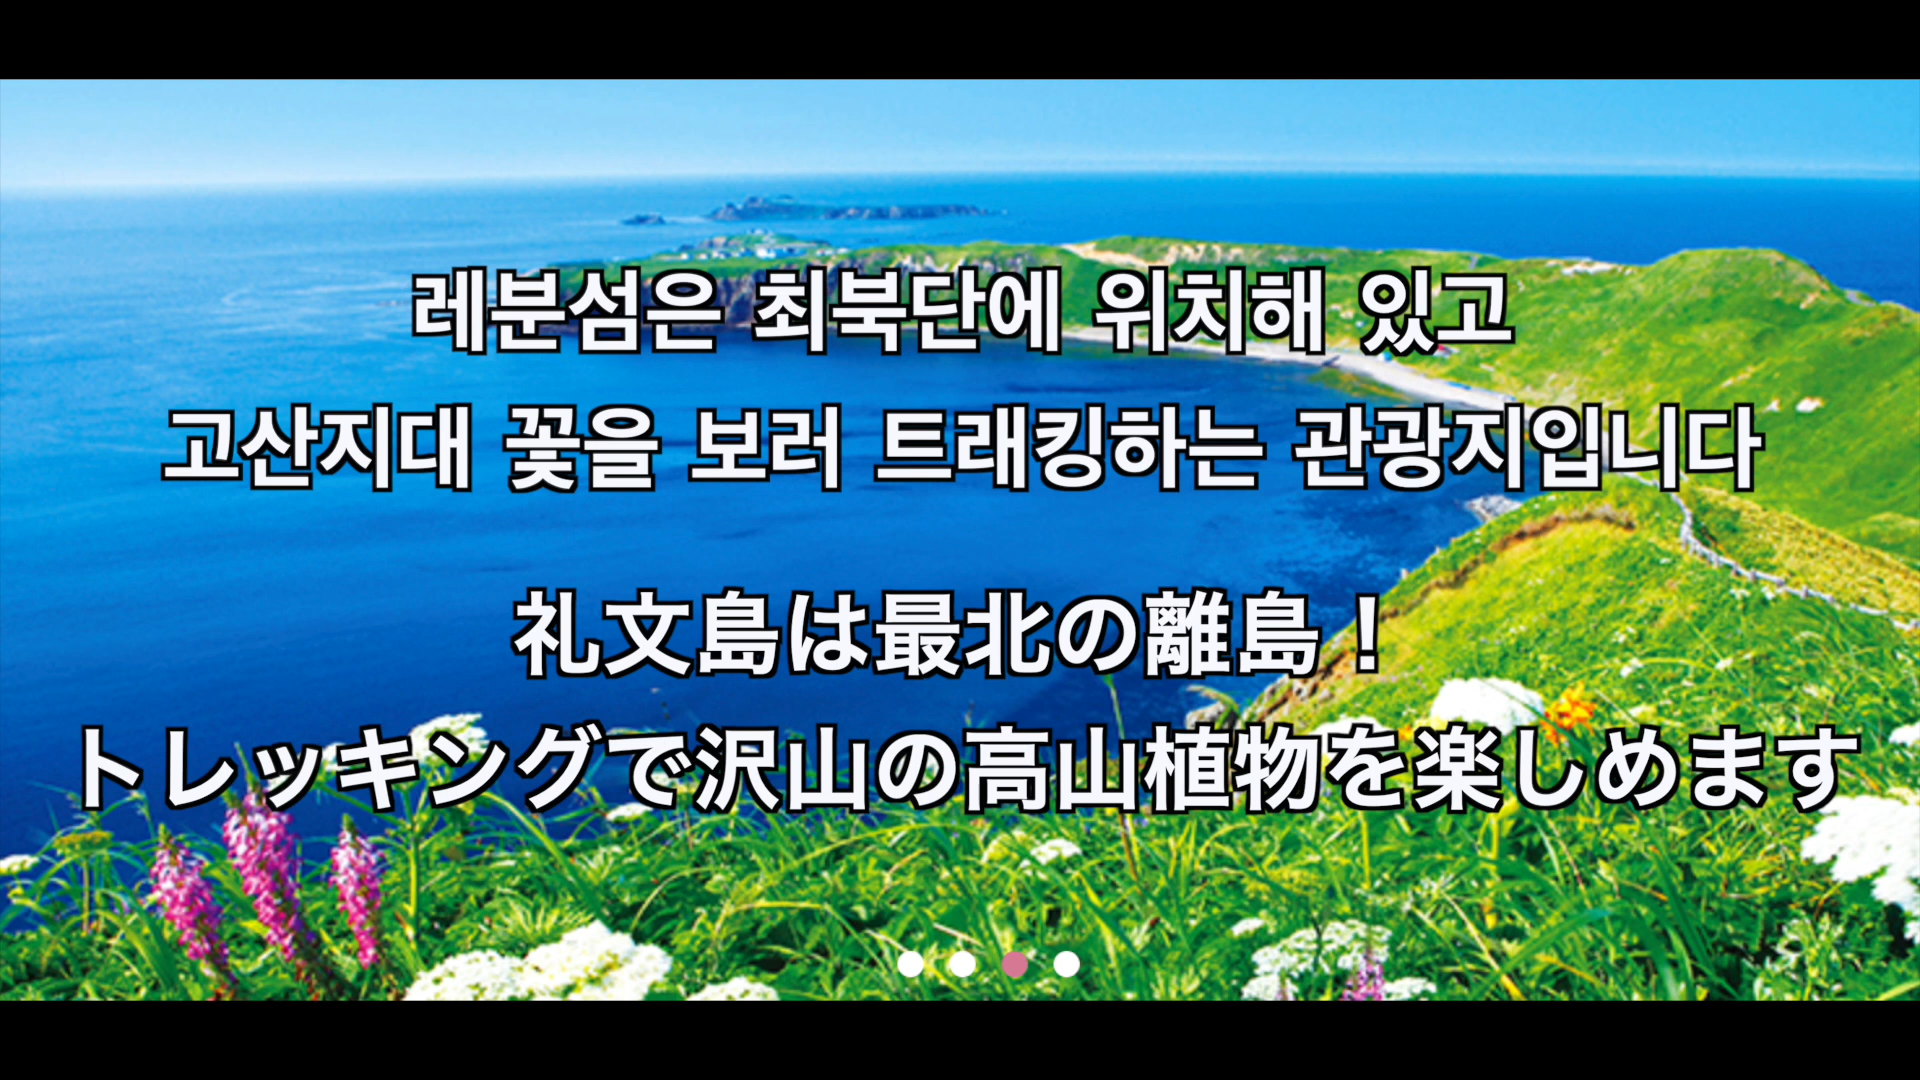 레분섬은 최북단에 위치해 있고
고산지대 꽃을 보러 트래킹하는 관광지입니다
礼文島は最北の離島！
トレッキングで沢山の高山植物を楽しめます